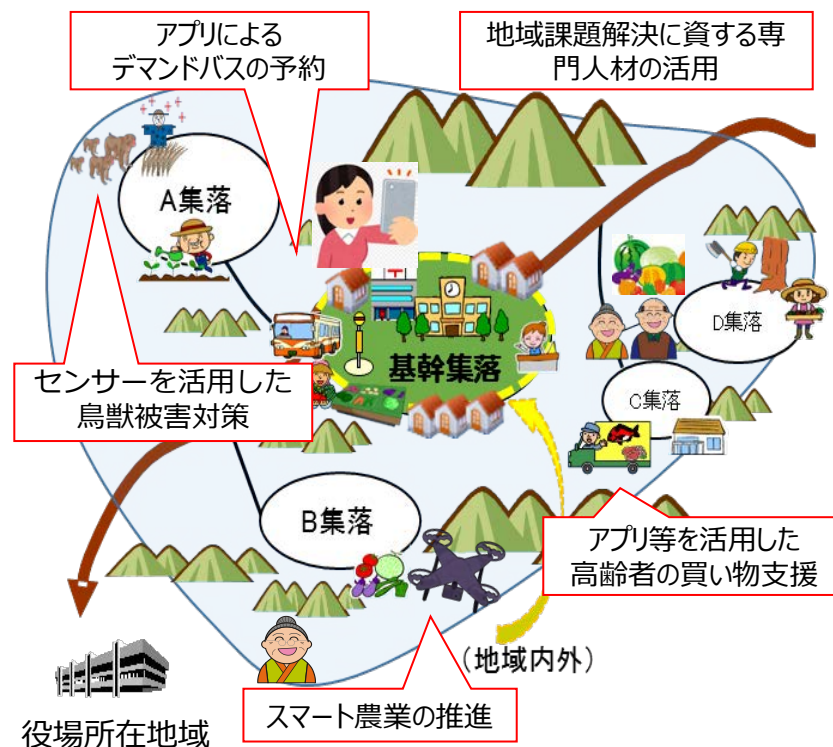 アプリによる
デマンドバスの予約
地域課題解決に資する専
門人材の活用
A集落
D集落
センサーを活用した
鳥獣被害対策
基幹集落
C集落
B集落
アプリ等を活用した
高齢者の買い物支援
(地域内外)
スマート農業の推進
役場所在地域
〒